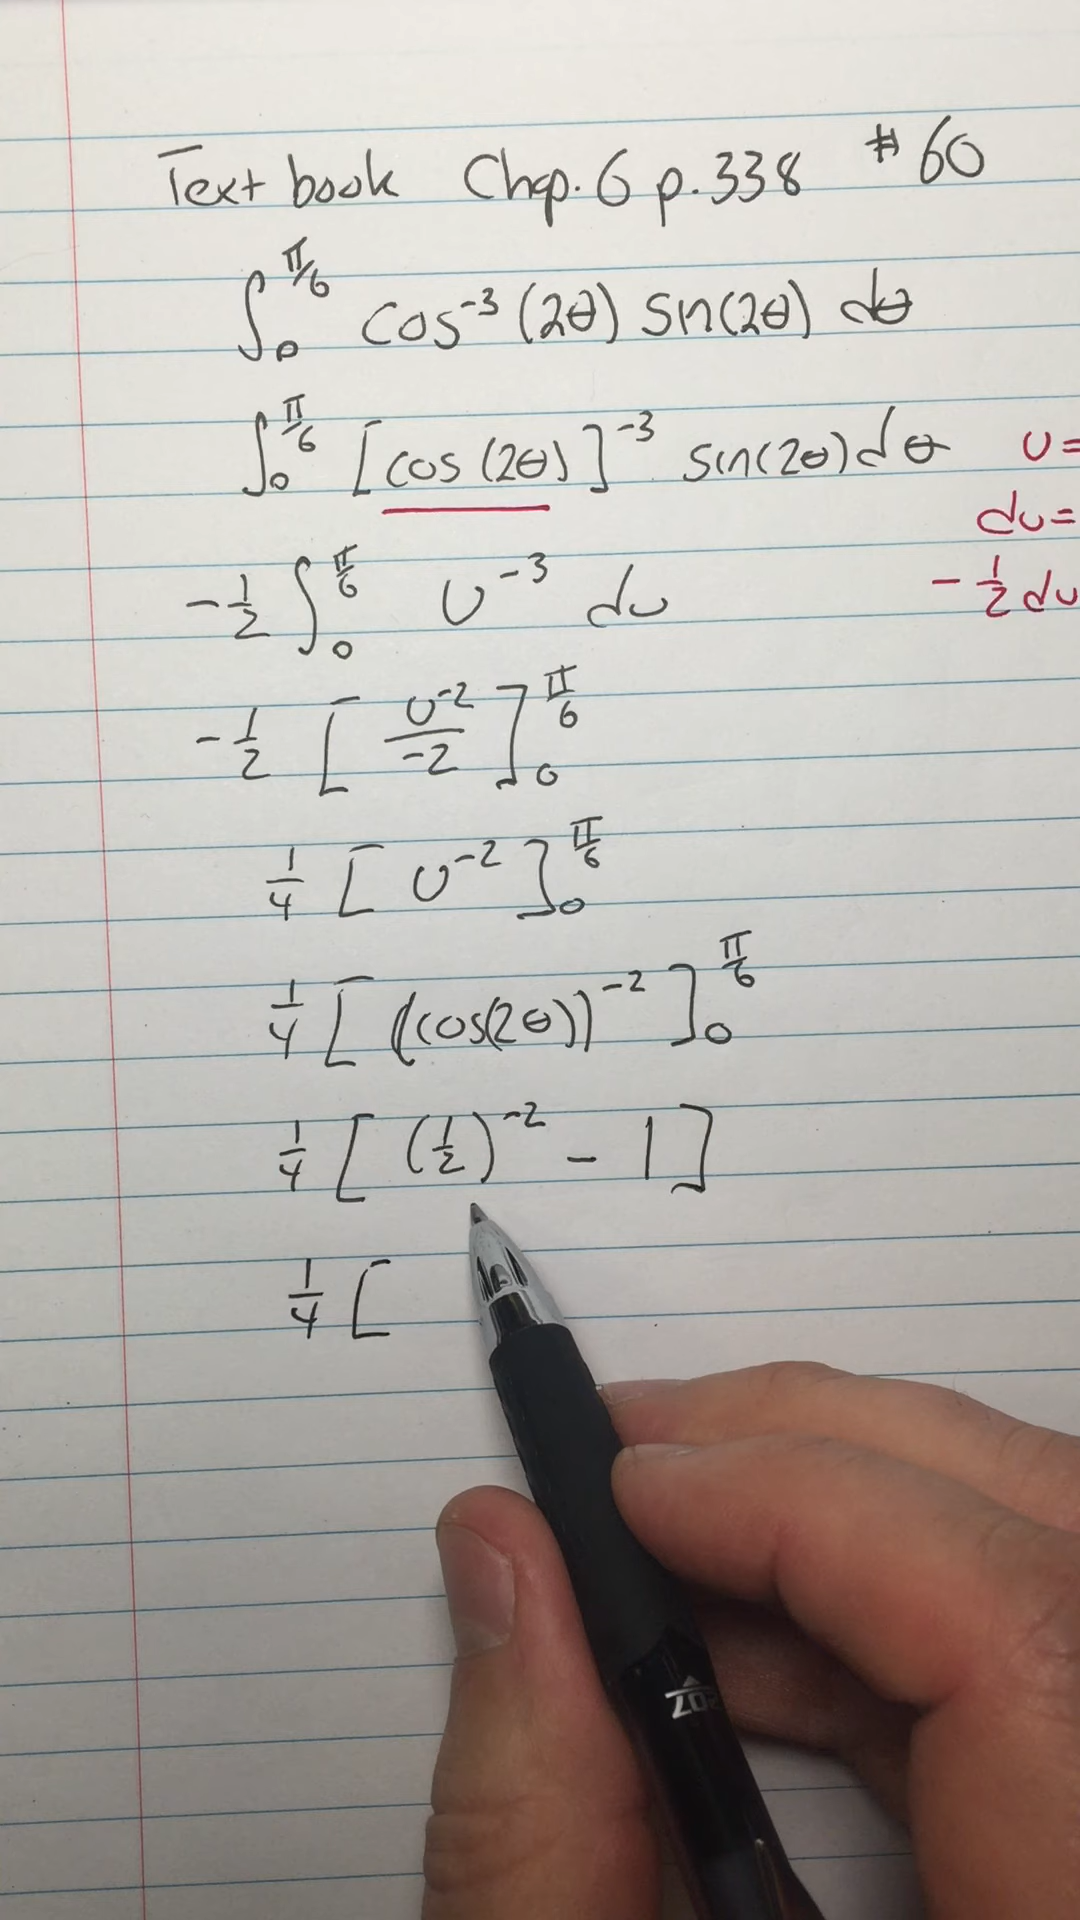 Textbook Chap. 6 p. 338 #60
∫₀^(π/6) cos⁻³(2θ) sin(2θ) dθ
∫₀^(π/6) [cos(2θ)]⁻³ sin(2θ) dθ u=
du=
-1/2 ∫₀^(π/6) u⁻³ du -1/2 du
-1/2 [u⁻²/-2]₀^(π/6)
1/4 [u⁻²]₀^(π/6)
1/4 [(cos(2θ))⁻²]₀^(π/6)
1/4 [(1/2)⁻² - 1]
1/4 [
207